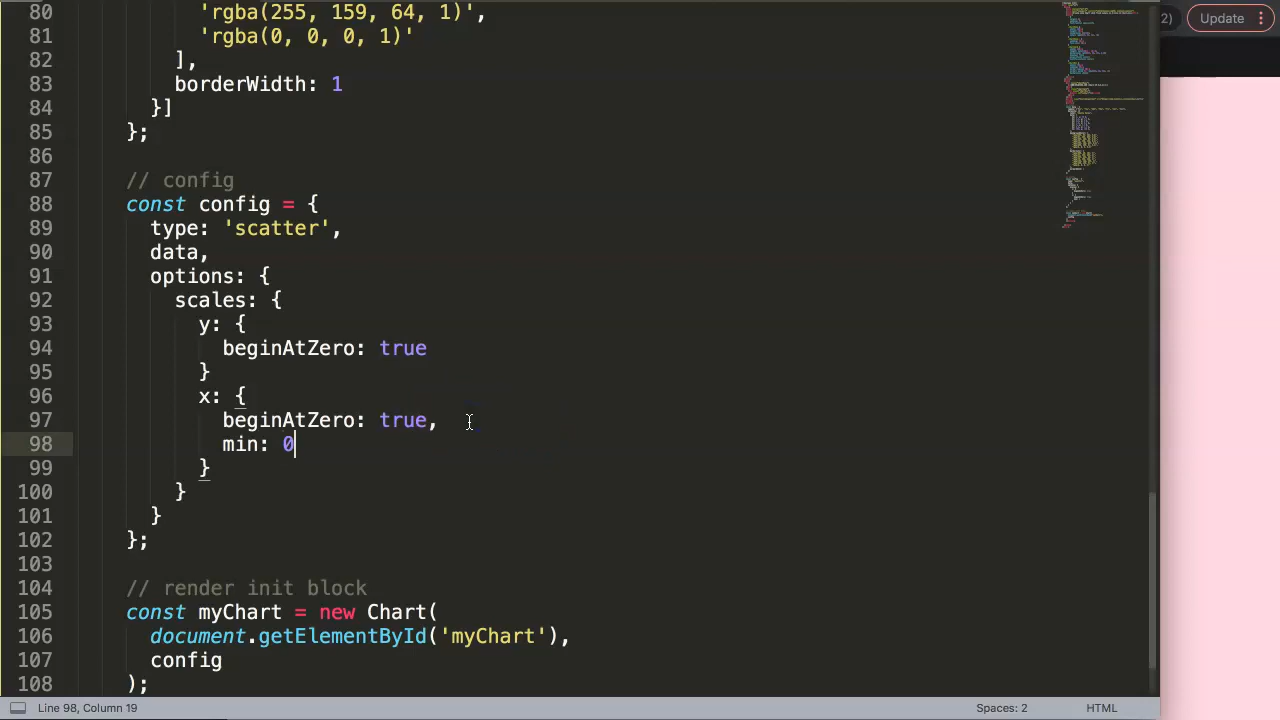 80 'rgba(255, 159, 64, 1)',
81 'rgba(0, 0, 0, 1)'
82 ],
83 borderWidth: 1
84 }]
85 };
86
87 // config
88 const config = {
89 type: 'scatter',
90 data,
91 options: {
92 scales: {
93 y: {
94 beginAtZero: true
95 }
96 x: {
97 beginAtZero: true,
98 min: 0
99 }
100 }
101 }
102 };
103
104 // render init block
105 const myChart = new Chart(
106 document.getElementById('myChart'),
107 config
108 );
Line 98, Column 19
Spaces: 2
HTML
2)
Update